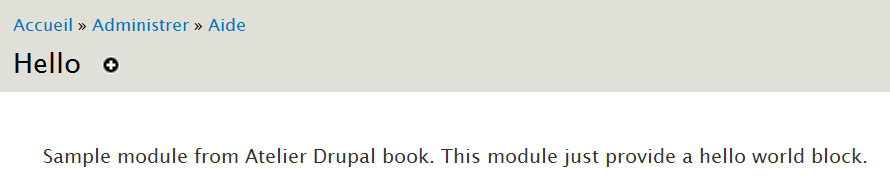 Accueil » Administrer » Aide
Hello
Sample module from Atelier Drupal book. This module just provide a hello world block.